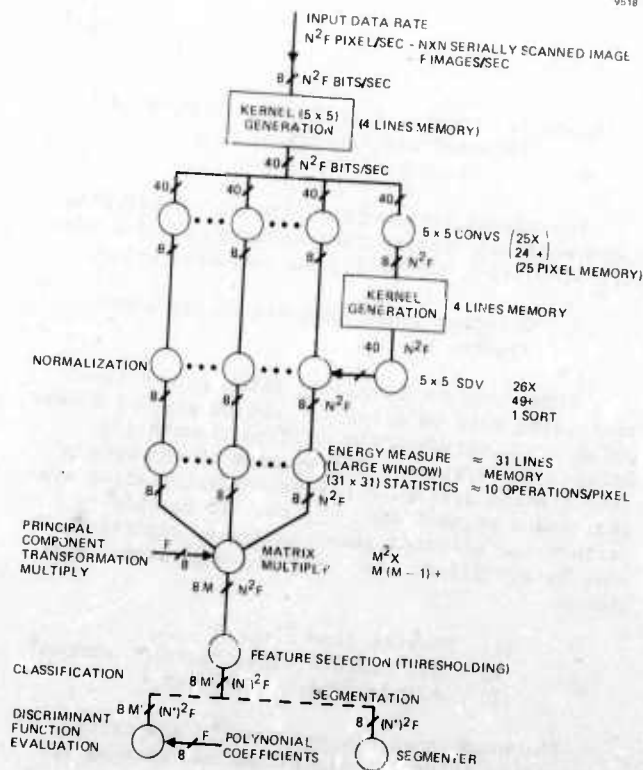 9518
INPUT DATA RATE
N²F PIXEL/SEC - NXN SERIALLY SCANNED IMAGE
F IMAGES/SEC
8 N²F BITS/SEC
KERNEL (5 x 5)
GENERATION
(4 LINES MEMORY)
40 N²F BITS/SEC
40 40 40 40
5 x 5 CONVS (25X
24 +)
(25 PIXEL MEMORY)
8 8 8 8 N²F
KERNEL
GENERATION
4 LINES MEMORY
40 N²F
NORMALIZATION
5 x 5 SDV 26X
49+
1 SORT
8 8 8 N²F
ENERGY MEASURE ≈ 31 LINES
(LARGE WINDOW) MEMORY
(31 x 31) STATISTICS ≈ 10 OPERATIONS/PIXEL
8 8 8 N²F
PRINCIPAL
COMPONENT
TRANSFORMATION
MULTIPLY
F
8
MATRIX
MULTIPLY
M²X
M (M – 1) +
8 M N²F
FEATURE SELECTION (THRESHOLDING)
8 M' (N')²F
CLASSIFICATION
SEGMENTATION
8 M' (N')²F
8 (N')²F
DISCRIMINANT
FUNCTION
EVALUATION
F
8
POLYNONIAL
COEFFICIENTS
SEGMENTER